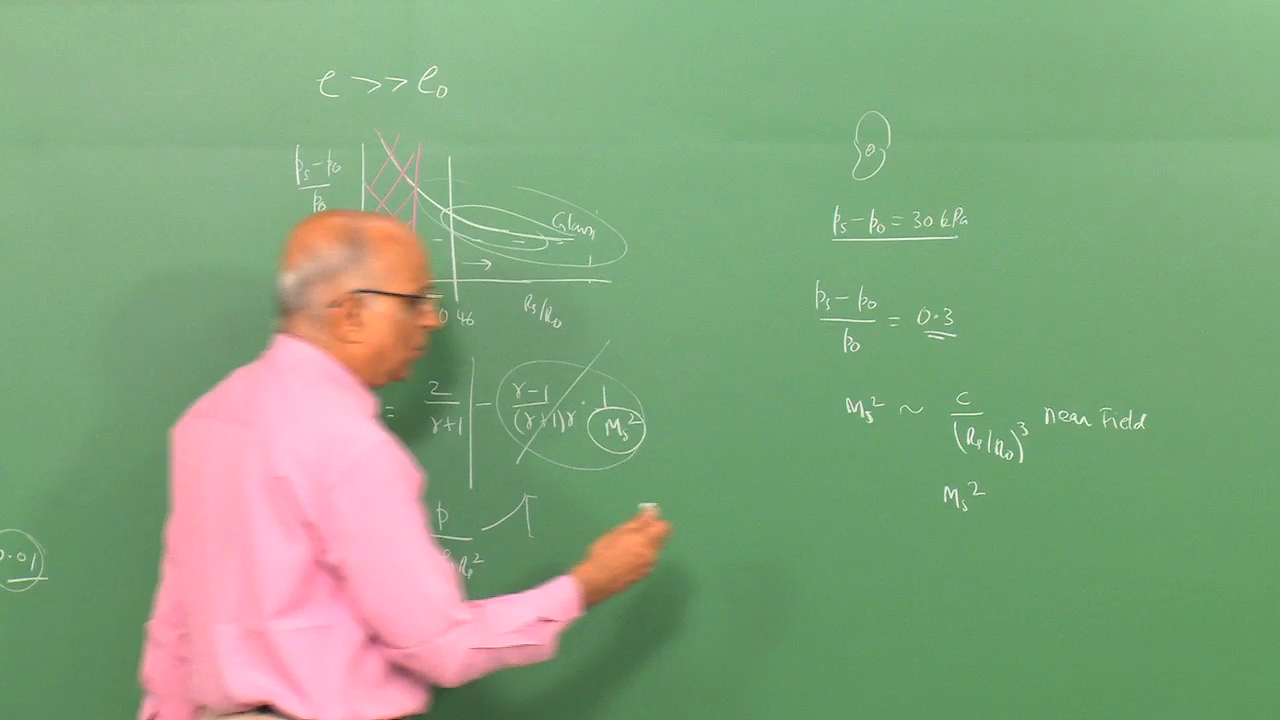 e >> e₀
pₛ - p₀
p₀
Glass
0 46
Rₛ/R₀
= 2/(γ+1) - (γ-1)/((γ+1)γ) · 1/Mₛ²
p
Rₛ²
0.01
pₛ - p₀ = 30 kPa
(pₛ - p₀)/p₀ = 0.3
Mₛ² ~ C/(Rₛ/R₀)³ Near Field
Mₛ²